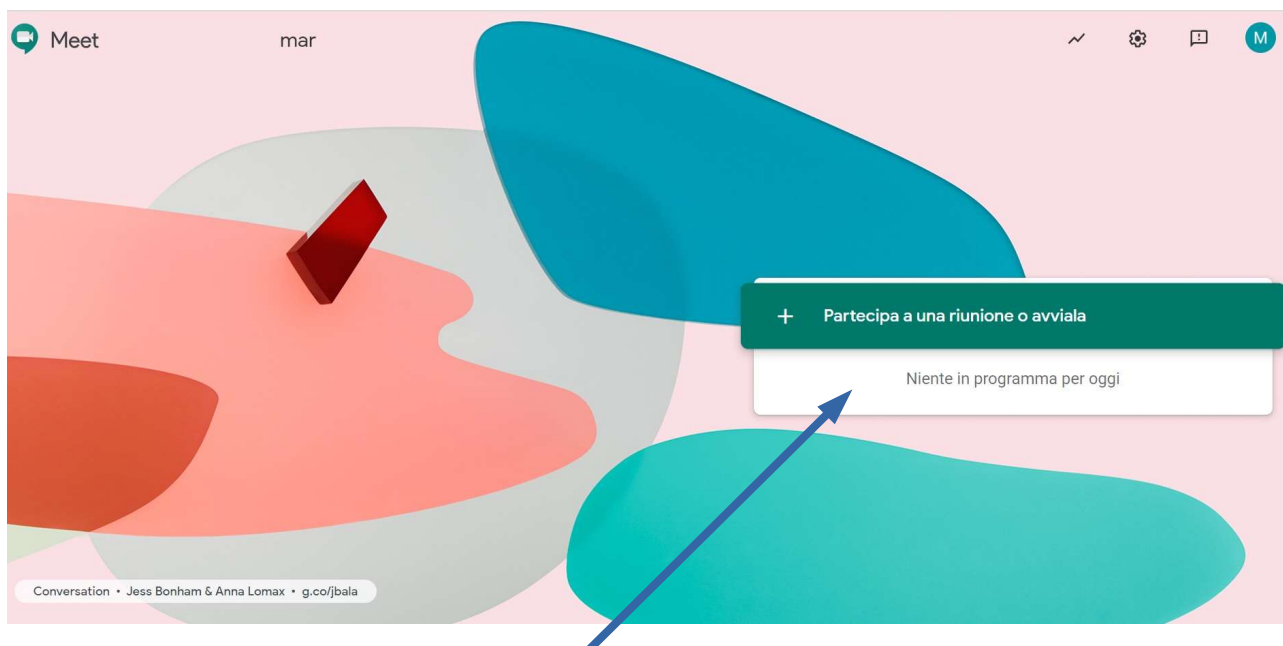 Meet
mar
M
Partecipa a una riunione o avviala
Niente in programma per oggi
Conversation • Jess Bonham & Anna Lomax • g.co/jbala